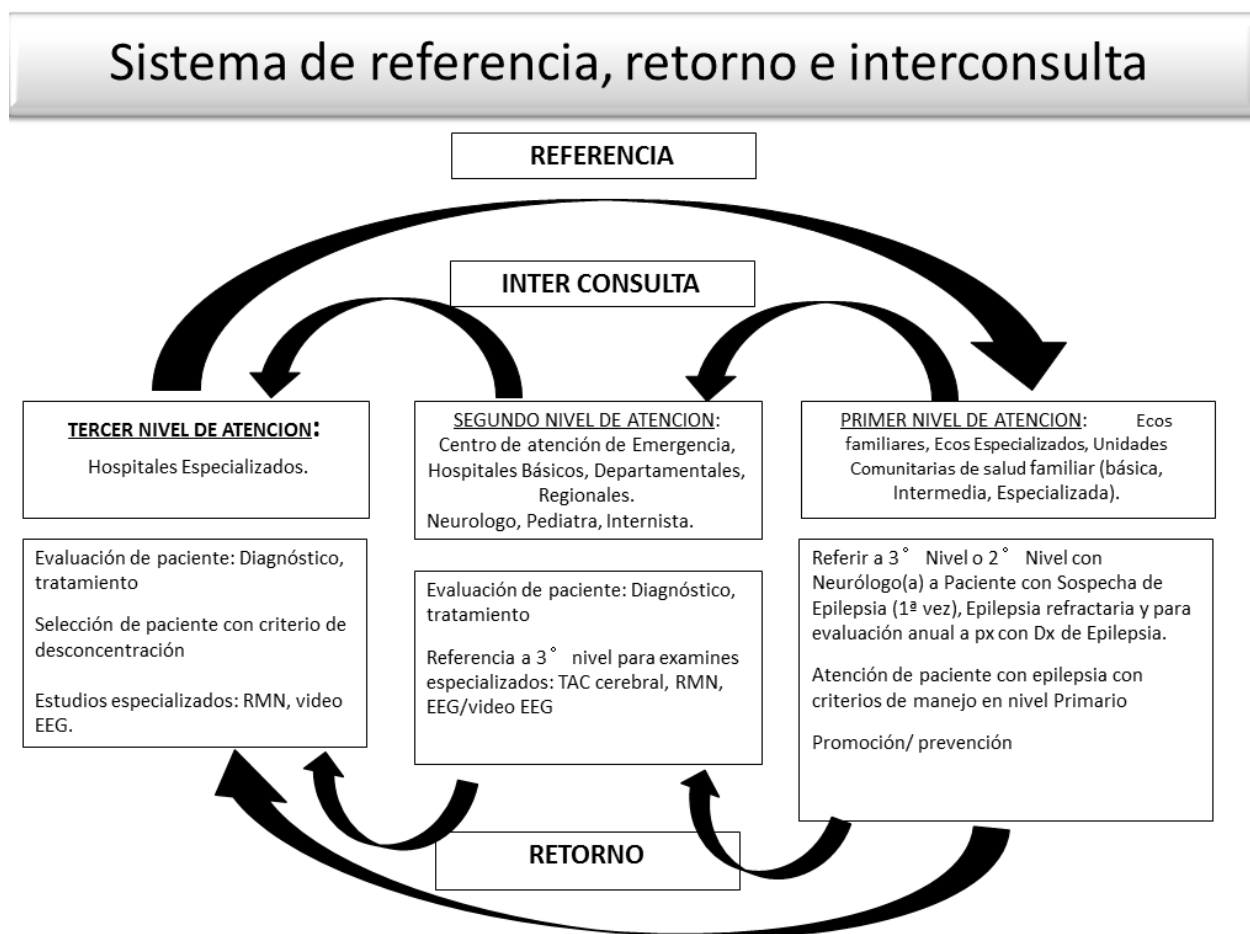 Sistema de referencia, retorno e interconsulta
REFERENCIA
INTER CONSULTA
TERCER NIVEL DE ATENCION:
Hospitales Especializados.
SEGUNDO NIVEL DE ATENCION:
Centro de atención de Emergencia,
Hospitales Básicos, Departamentales,
Regionales.
Neurologo, Pediatra, Internista.
PRIMER NIVEL DE ATENCION: Ecos
familiares, Ecos Especializados, Unidades
Comunitarias de salud familiar (básica,
Intermedia, Especializada).
Evaluación de paciente: Diagnóstico,
tratamiento
Selección de paciente con criterio de
desconcentración
Estudios especializados: RMN, video
EEG.
Evaluación de paciente: Diagnóstico,
tratamiento
Referencia a 3° nivel para examines
especializados: TAC cerebral, RMN,
EEG/video EEG
Referir a 3° Nivel o 2° Nivel con
Neurólogo(a) a Paciente con Sospecha de
Epilepsia (1ª vez), Epilepsia refractaria y para
evaluación anual a px con Dx de Epilepsia.
Atención de paciente con epilepsia con
criterios de manejo en nivel Primario
Promoción/ prevención
RETORNO